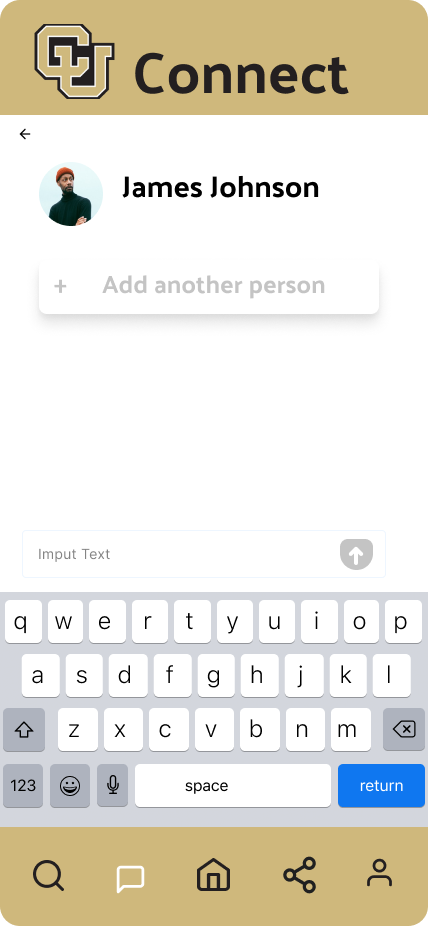 CU Connect
James Johnson
+ Add another person
Imput Text
q w e r t y u i o p
a s d f g h j k l
z x c v b n m
123 space return